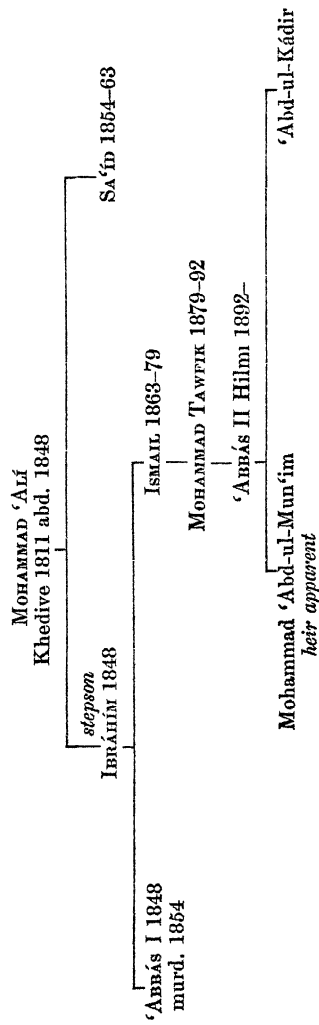 MOHAMMAD ‘ALÍ
Khedive 1811 abd. 1848
stepson
IBRÁHÍM 1848
SA‘ÍD 1854–63
‘ABBÁS I 1848
murd. 1854
ISMAIL 1863–79
MOHAMMAD TAWFIK 1879–92
‘ABBÁS II Hilmi 1892–
Mohammad ‘Abd-ul-Mun‘im
heir apparent
‘Abd-ul-Kádir